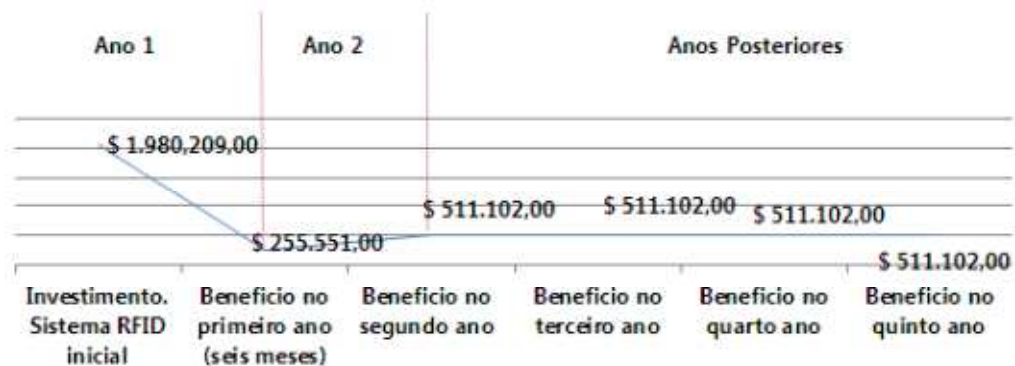 Ano 1
Ano 2
Anos Posteriores
$ 1.980,209,00
$ 255.551,00
$ 511.102,00
$ 511.102,00
$ 511.102,00
$ 511.102,00
Investimento.
Sistema RFID
inicial
Beneficio no
primeiro ano
(seis meses)
Beneficio no
segundo ano
Beneficio no
terceiro ano
Beneficio no
quarto ano
Beneficio no
quinto ano